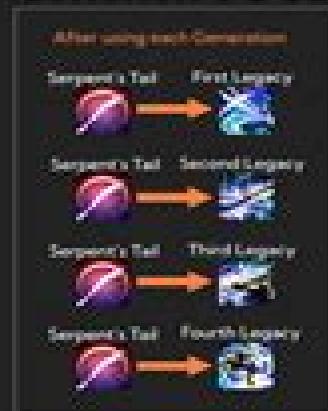 After using each Generation
Serpent's Tail First Legacy
Serpent's Tail Second Legacy
Serpent's Tail Third Legacy
Serpent's Tail Fourth Legacy